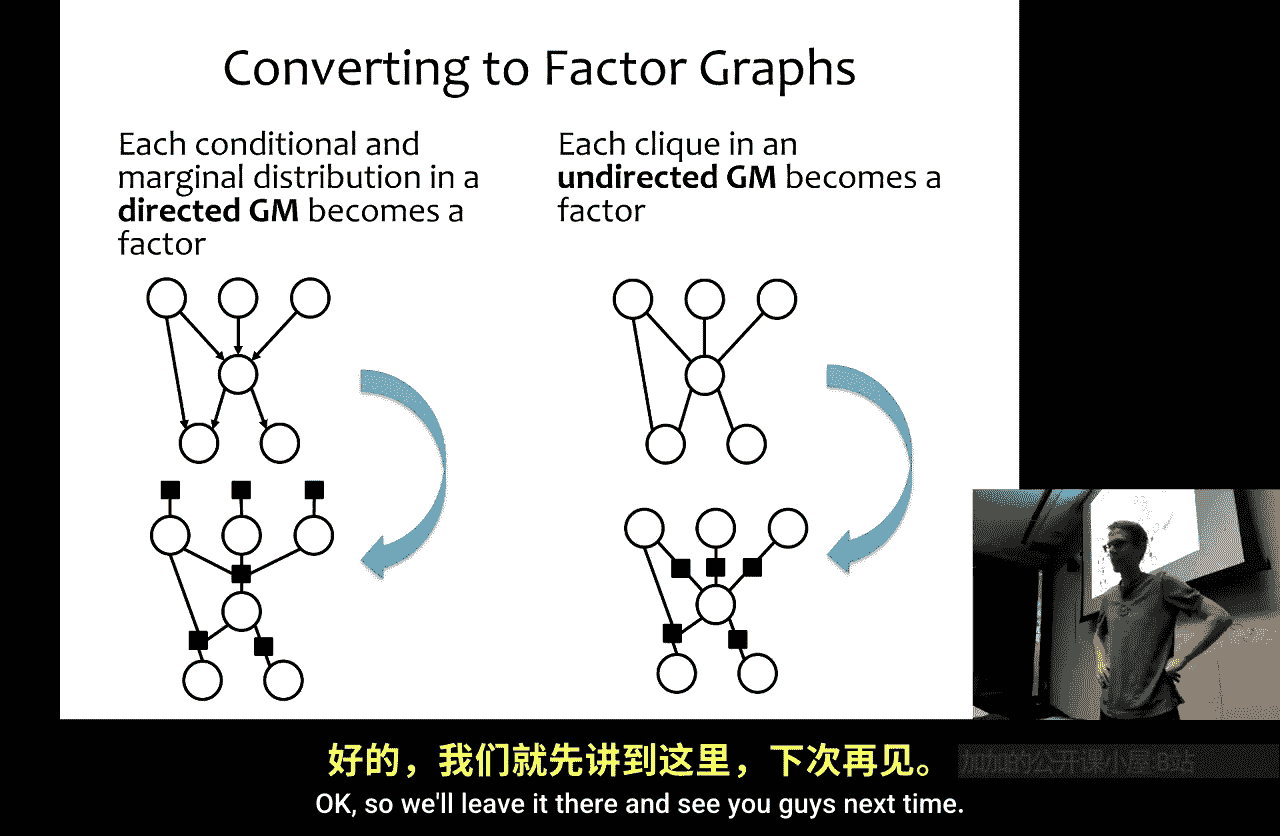 Converting to Factor Graphs
Each conditional and
marginal distribution in a
directed GM becomes a
factor
Each clique in an
undirected GM becomes a
factor
好的，我们就先讲到这里，下次再见。
加加的公开课小屋:B站
OK, so we'll leave it there and see you guys next time.